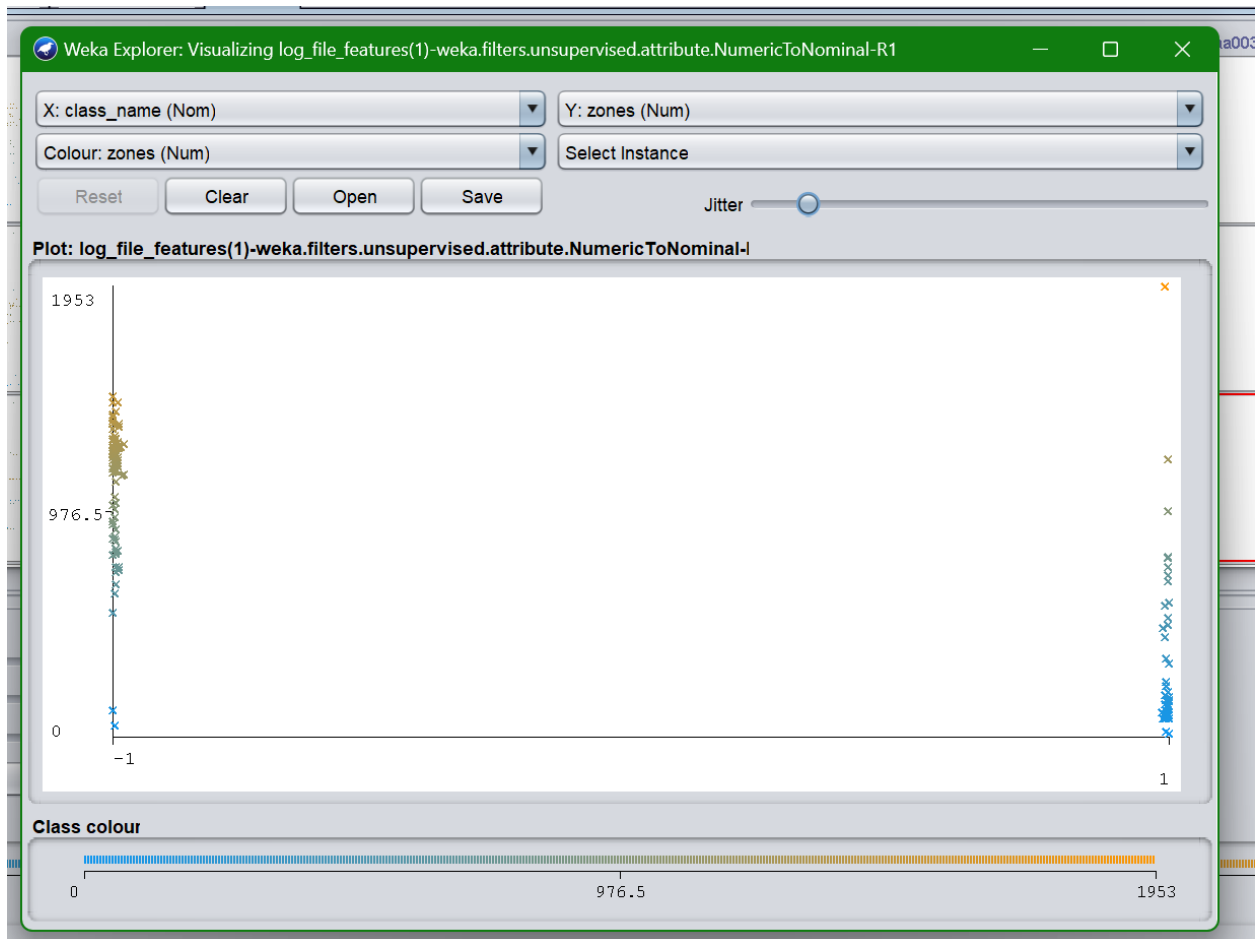 Weka Explorer: Visualizing log_file_features(1)-weka.filters.unsupervised.attribute.NumericToNominal-R1
aa003
X: class_name (Nom)
Y: zones (Num)
Colour: zones (Num)
Select Instance
Reset
Clear
Open
Save
Jitter
Plot: log_file_features(1)-weka.filters.unsupervised.attribute.NumericToNominal-
1953
976.5
0
-1
1
Class colour
0
976.5
1953